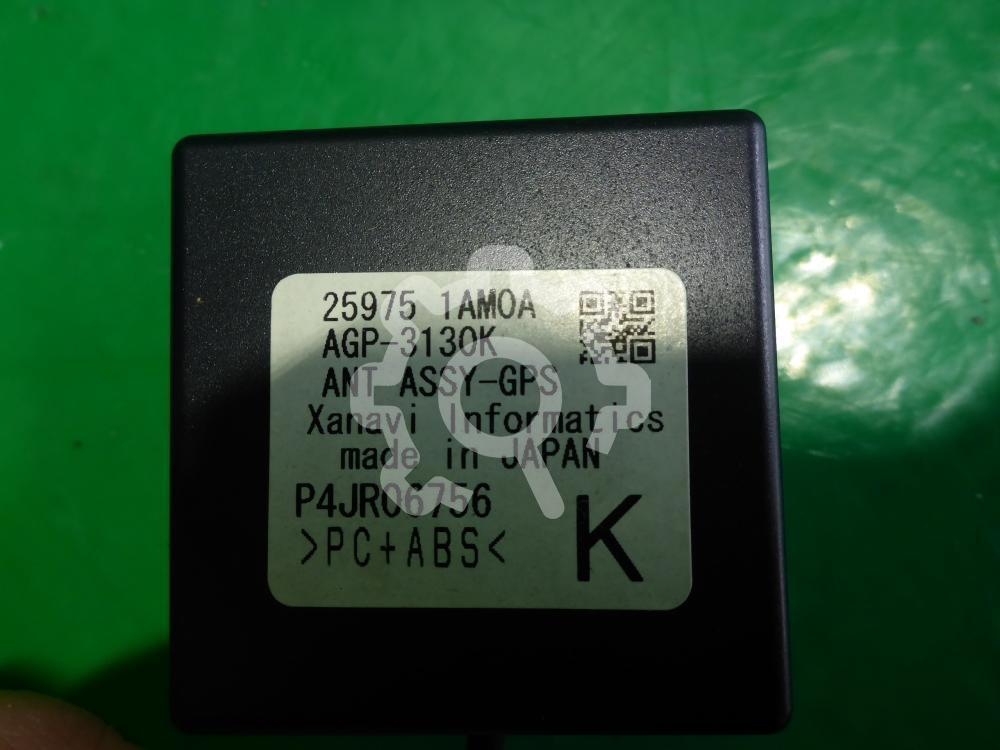 25975 1AM0A
AGP-3130K
ANT ASSY-GPS
Xanavi Informatics
made in JAPAN
P4JR06756
>PC+ABS<
K